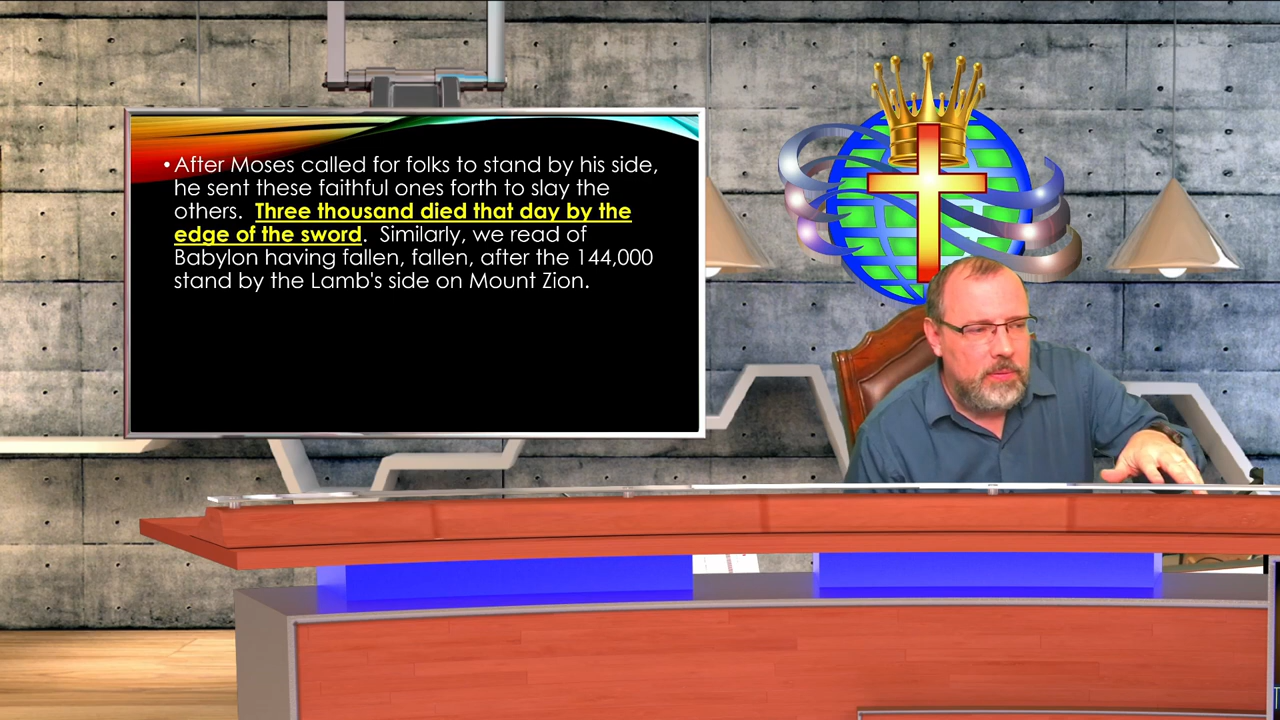 • After Moses called for folks to stand by his side,
he sent these faithful ones forth to slay the
others. Three thousand died that day by the
edge of the sword. Similarly, we read of
Babylon having fallen, fallen, after the 144,000
stand by the Lamb's side on Mount Zion.